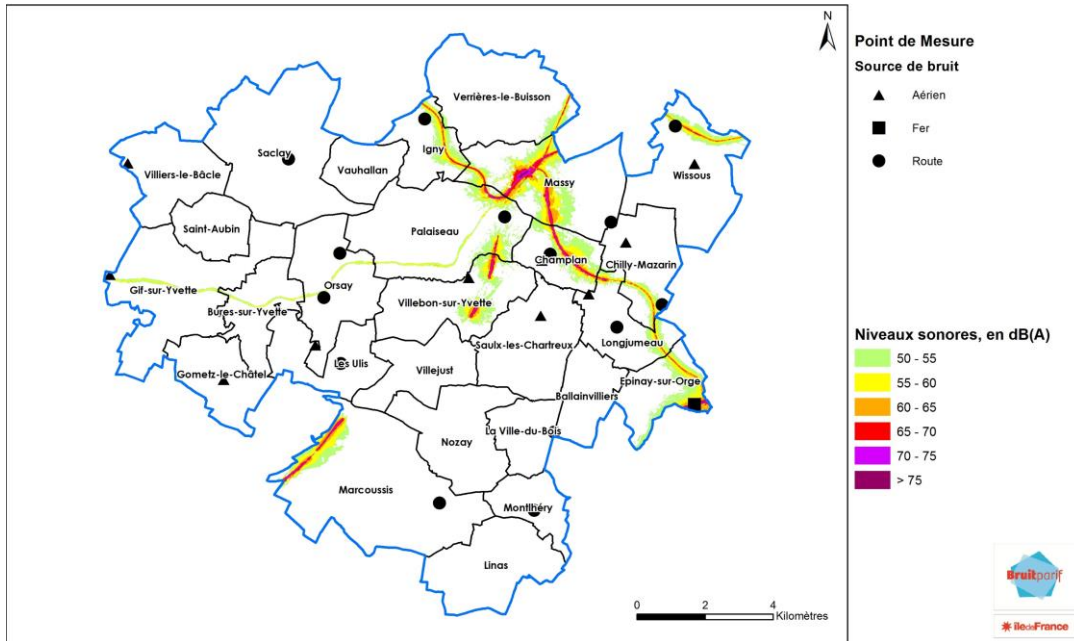 N
Verrières-le-Buisson
Igny
Saclay
Vauhallan
Villiers-le-Bâcle
Massy
Wissous
Saint-Aubin
Palaiseau
Champlan
Chilly-Mazarin
Gif-sur-Yvette
Orsay
Bures-sur-Yvette
Villebon-sur-Yvette
Saulx-les-Chartreux
Longjumeau
Les Ulis
Villejust
Gometz-le-Châtel
Epinay-sur-Orge
Ballainvilliers
La Ville-du-Bois
Nozay
Marcoussis
Montlhéry
Linas
0 2 4
Kilomètres
Point de Mesure
Source de bruit
Aérien
Fer
Route
Niveaux sonores, en dB(A)
50 - 55
55 - 60
60 - 65
65 - 70
70 - 75
> 75
Bruitparif
îledeFrance